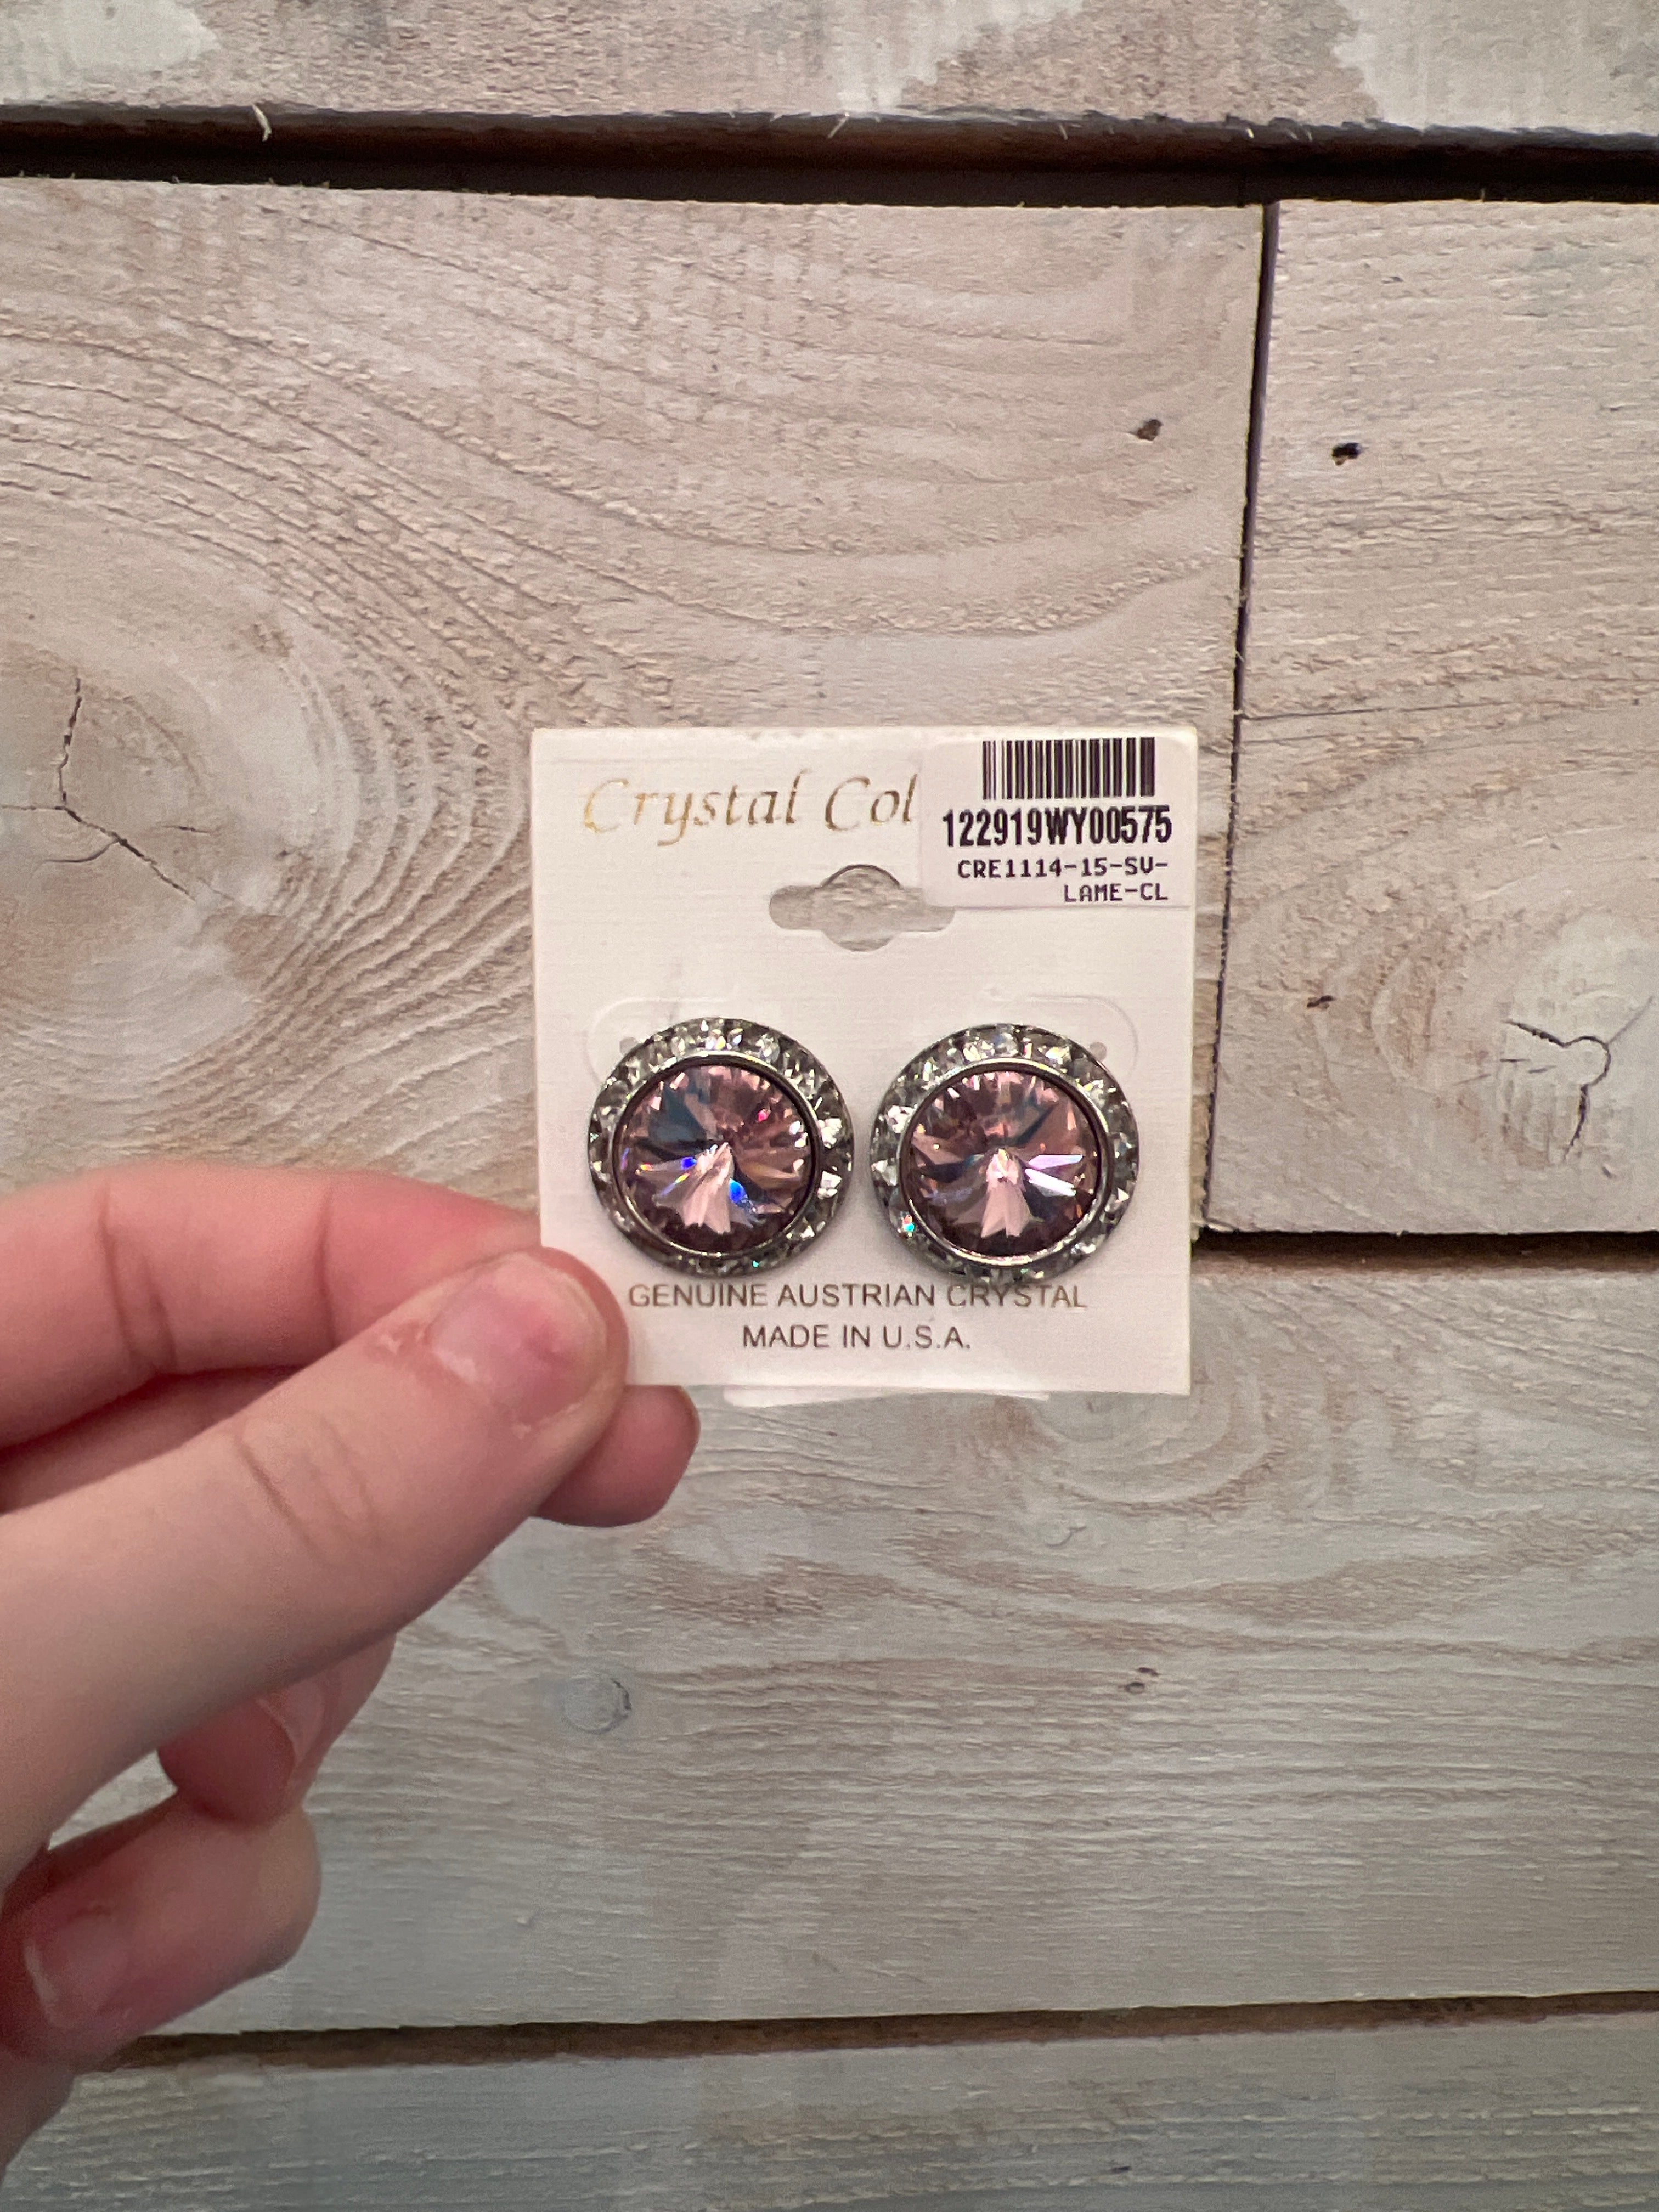 Crystal Col
122919WY00575
CRE1114-15-SV-
LAME-CL
GENUINE AUSTRIAN CRYSTAL
MADE IN U.S.A.